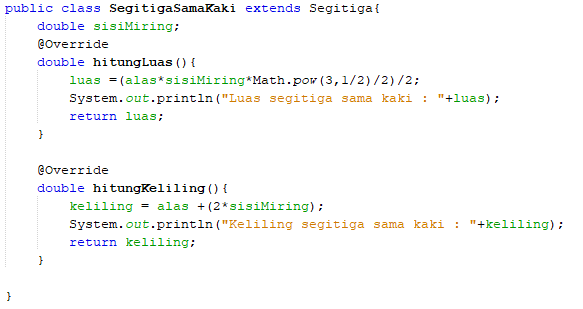 public class SegitigaSamaKaki extends Segitiga{
    double sisiMiring;
    @Override
    double hitungLuas(){
        luas =(alas*sisiMiring*Math.pow(3,1/2)/2)/2;
        System.out.println("Luas segitiga sama kaki : "+luas);
        return luas;
    }
    @Override
    double hitungKeliling(){
        keliling = alas +(2*sisiMiring);
        System.out.println("Keliling segitiga sama kaki : "+keliling);
        return keliling;
    }
}